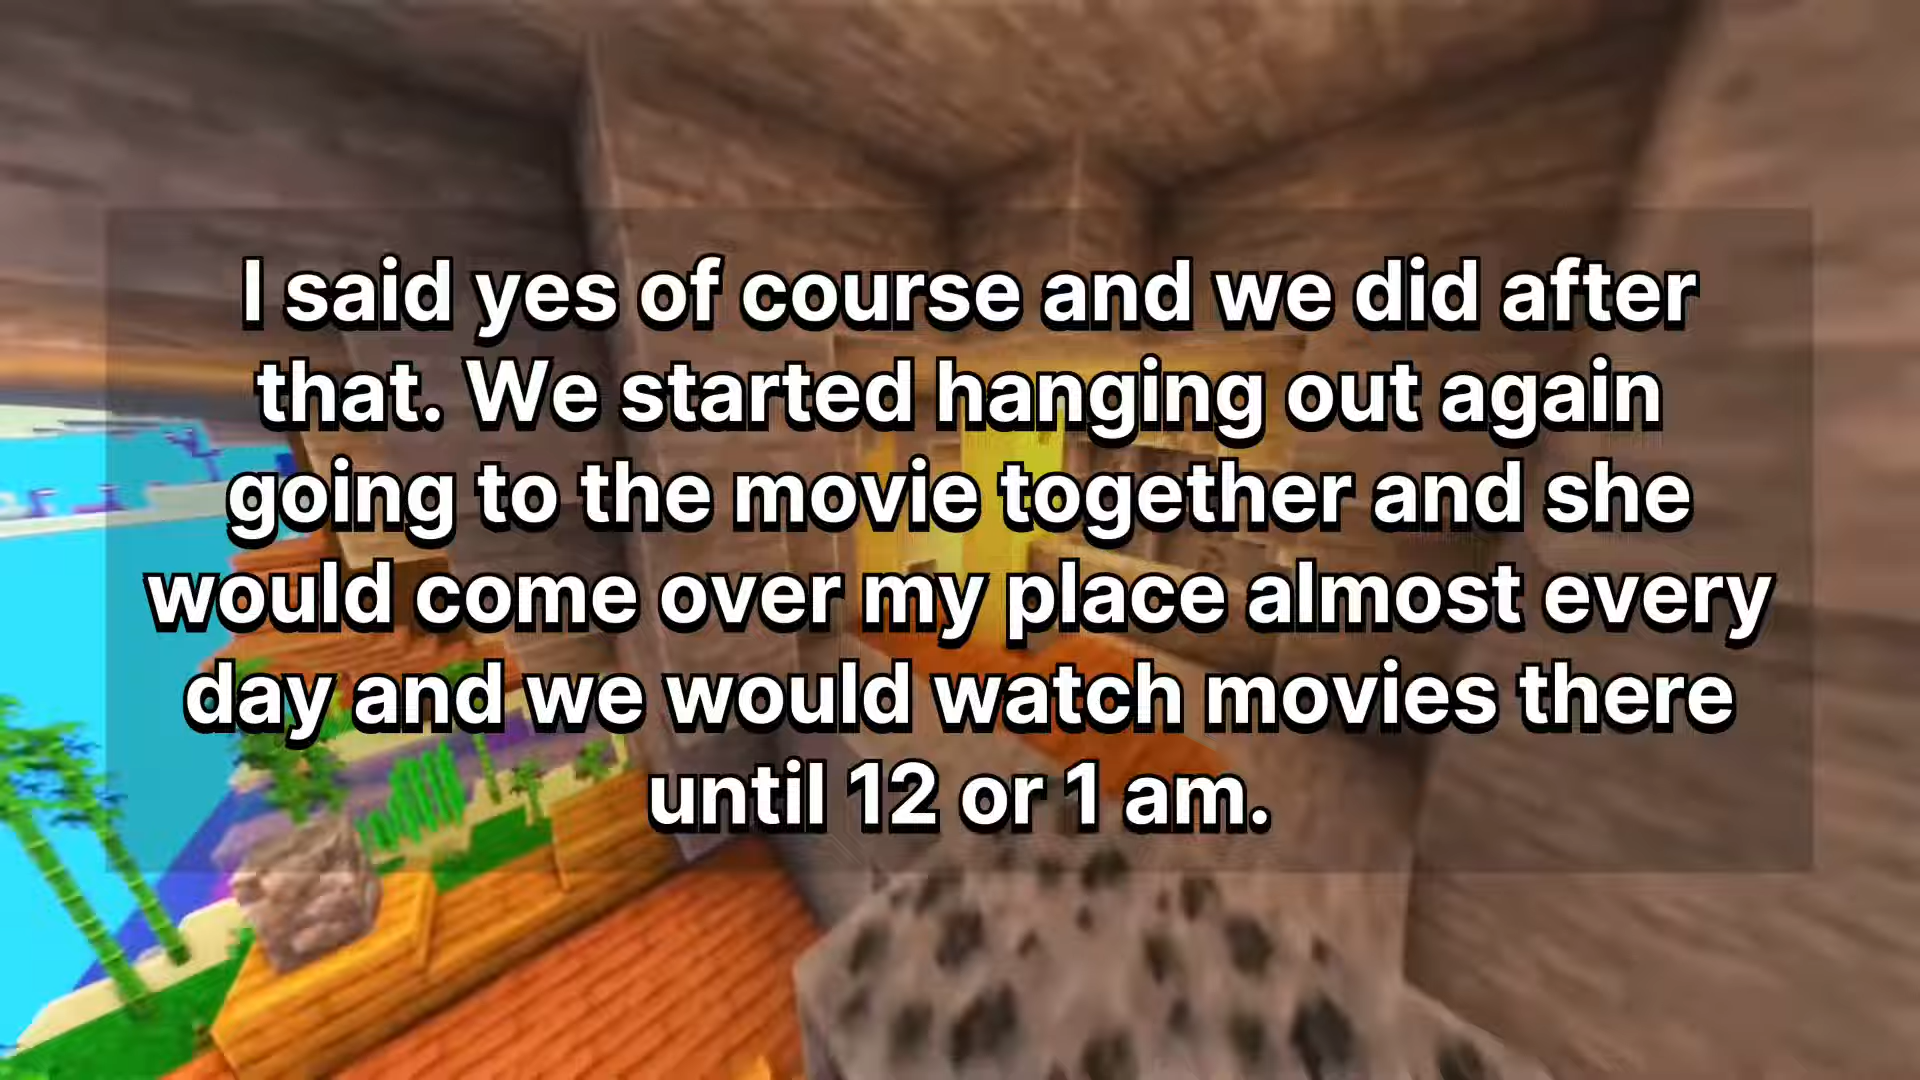 I said yes of course and we did after
that. We started hanging out again
going to the movie together and she
would come over my place almost every
day and we would watch movies there
until 12 or 1 am.